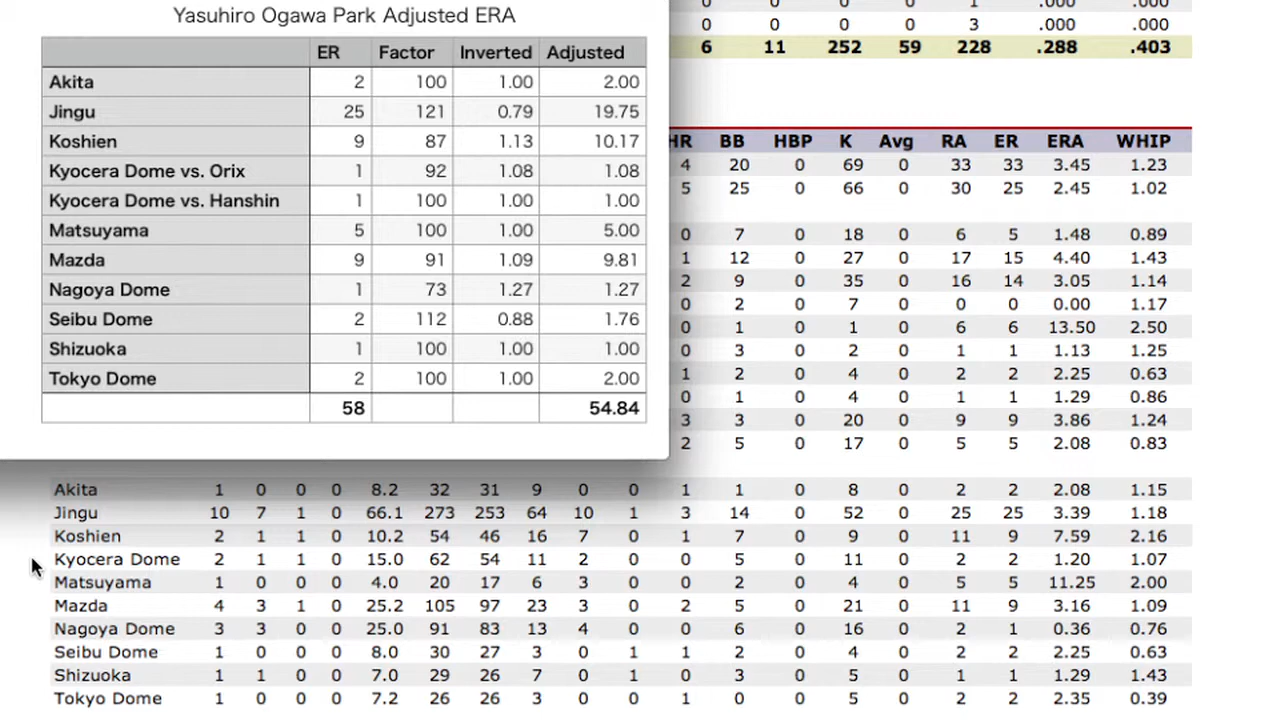 Yasuhiro Ogawa Park Adjusted ERA
ER Factor Inverted Adjusted
Akita 2 100 1.00 2.00
Jingu 25 121 0.79 19.75
Koshien 9 87 1.13 10.17
Kyocera Dome vs. Orix 1 92 1.08 1.08
Kyocera Dome vs. Hanshin 1 100 1.00 1.00
Matsuyama 5 100 1.00 5.00
Mazda 9 91 1.09 9.81
Nagoya Dome 1 73 1.27 1.27
Seibu Dome 2 112 0.88 1.76
Shizuoka 1 100 1.00 1.00
Tokyo Dome 2 100 1.00 2.00
58 54.84
0 0 0 0 1 .000 .000
0 0 0 0 3 .000 .000
6 11 252 59 228 .288 .403
HR BB HBP K Avg RA ER ERA WHIP
4 20 0 69 0 33 33 3.45 1.23
5 25 0 66 0 30 25 2.45 1.02
0 7 0 18 0 6 5 1.48 0.89
1 12 0 27 0 17 15 4.40 1.43
2 9 0 35 0 16 14 3.05 1.14
0 2 0 7 0 0 0 0.00 1.17
0 1 0 1 0 6 6 13.50 2.50
0 3 0 2 0 1 1 1.13 1.25
1 2 0 4 0 2 2 2.25 0.63
0 1 0 4 0 1 1 1.29 0.86
3 3 0 20 0 9 9 3.86 1.24
2 5 0 17 0 5 5 2.08 0.83
Akita 1 0 0 0 8.2 32 31 9 0 0 1 1 0 8 0 2 2 2.08 1.15
Jingu 10 7 1 0 66.1 273 253 64 10 1 3 14 0 52 0 25 25 3.39 1.18
Koshien 2 1 1 0 10.2 54 46 16 7 0 1 7 0 9 0 11 9 7.59 2.16
Kyocera Dome 2 1 1 0 15.0 62 54 11 2 0 0 5 0 11 0 2 2 1.20 1.07
Matsuyama 1 0 0 0 4.0 20 17 6 3 0 0 2 0 4 0 5 5 11.25 2.00
Mazda 4 3 1 0 25.2 105 97 23 3 0 2 5 0 21 0 11 9 3.16 1.09
Nagoya Dome 3 3 0 0 25.0 91 83 13 4 0 0 6 0 16 0 2 1 0.36 0.76
Seibu Dome 1 0 0 0 8.0 30 27 3 0 1 1 2 0 4 0 2 2 2.25 0.63
Shizuoka 1 1 0 0 7.0 29 26 7 0 1 0 3 0 5 0 1 1 1.29 1.43
Tokyo Dome 1 0 0 0 7.2 26 26 3 0 0 1 0 0 5 0 2 2 2.35 0.39